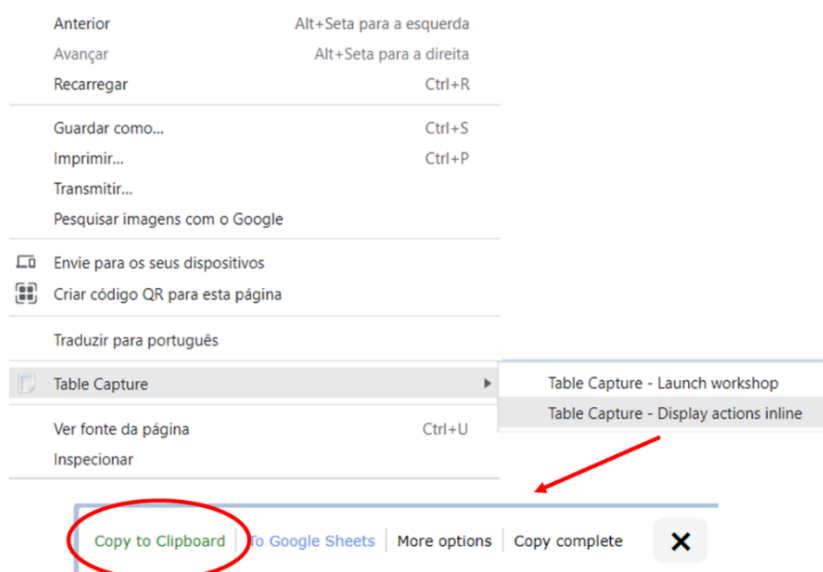 Anterior Alt+Seta para a esquerda
Avançar Alt+Seta para a direita
Recarregar Ctrl+R
Guardar como... Ctrl+S
Imprimir... Ctrl+P
Transmitir...
Pesquisar imagens com o Google
Envie para os seus dispositivos
Criar código QR para esta página
Traduzir para português
Table Capture
Table Capture - Launch workshop
Table Capture - Display actions inline
Ver fonte da página Ctrl+U
Inspecionar
Copy to Clipboard To Google Sheets More options Copy complete X